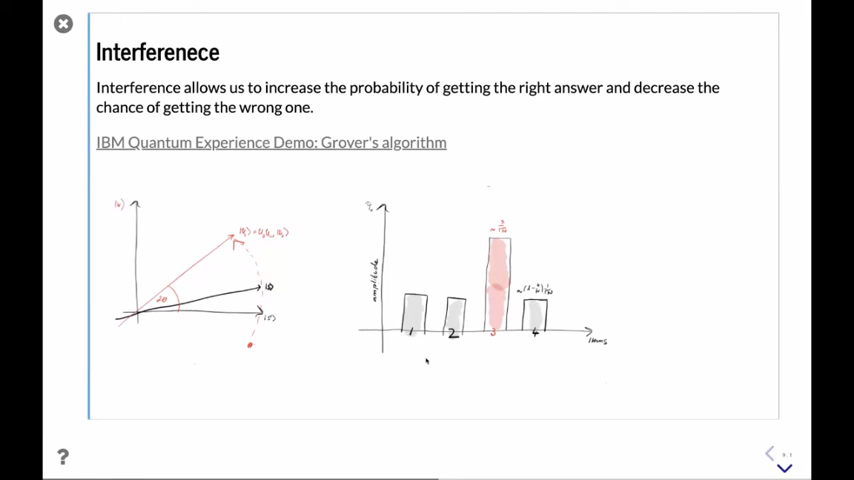 Interferenece
Interference allows us to increase the probability of getting the right answer and decrease the
chance of getting the wrong one.
IBM Quantum Experience Demo: Grover's algorithm
2θ
amplitude
1
2
3
4
items
?